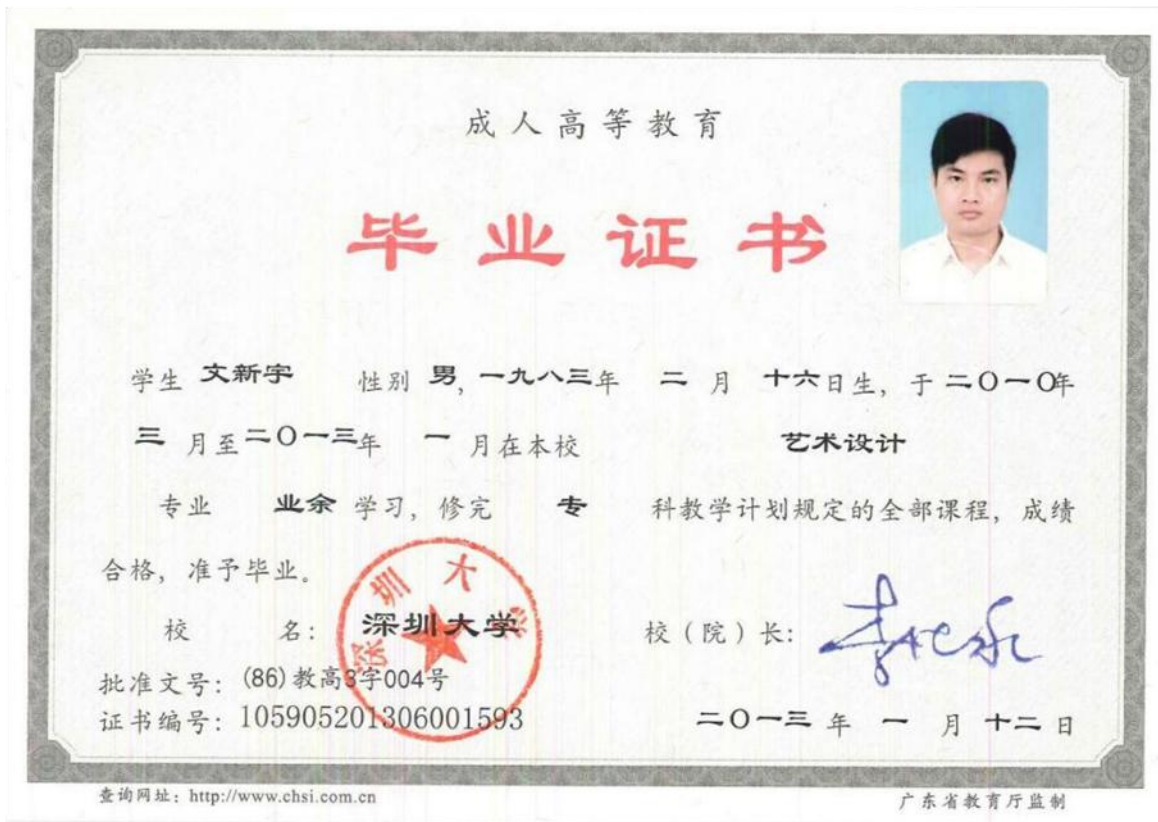 成人高等教育
毕业证书
学生 文新宇 性别 男, 一九八三年 二 月 十六日生, 于 二〇一〇年
三 月至 二〇一三年 一 月在本校 艺术设计
专业 业余 学习, 修完 专 科教学计划规定的全部课程, 成绩
合格, 准予毕业。
深圳大学
校 名: 深圳大学 校(院)长:
批准文号: (86)教高3字004号
证书编号: 105905201306001593 二〇一三 年 一 月 十二 日
查询网址: http://www.chsi.com.cn 广东省教育厅监制